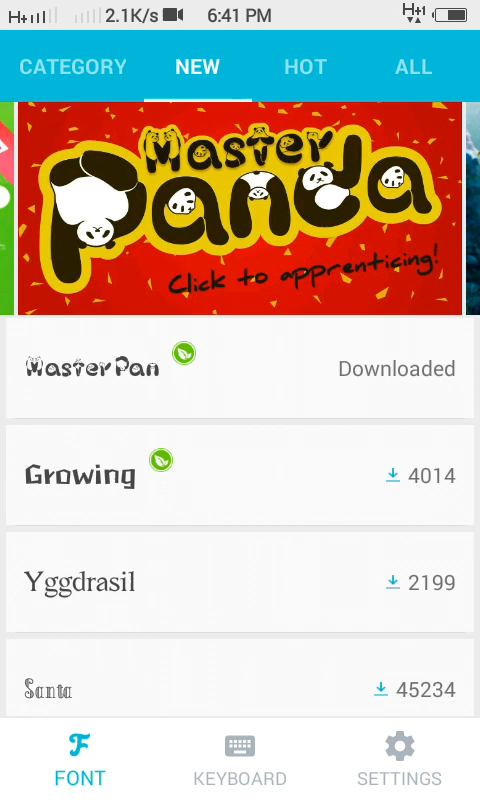 2.1K/s 6:41 PM H+1
CATEGORY NEW HOT ALL
Master
Panda
Click to apprenticing!
MasterPan Downloaded
Growing 4014
Yggdrasil 2199
Santa 45234
FONT KEYBOARD SETTINGS